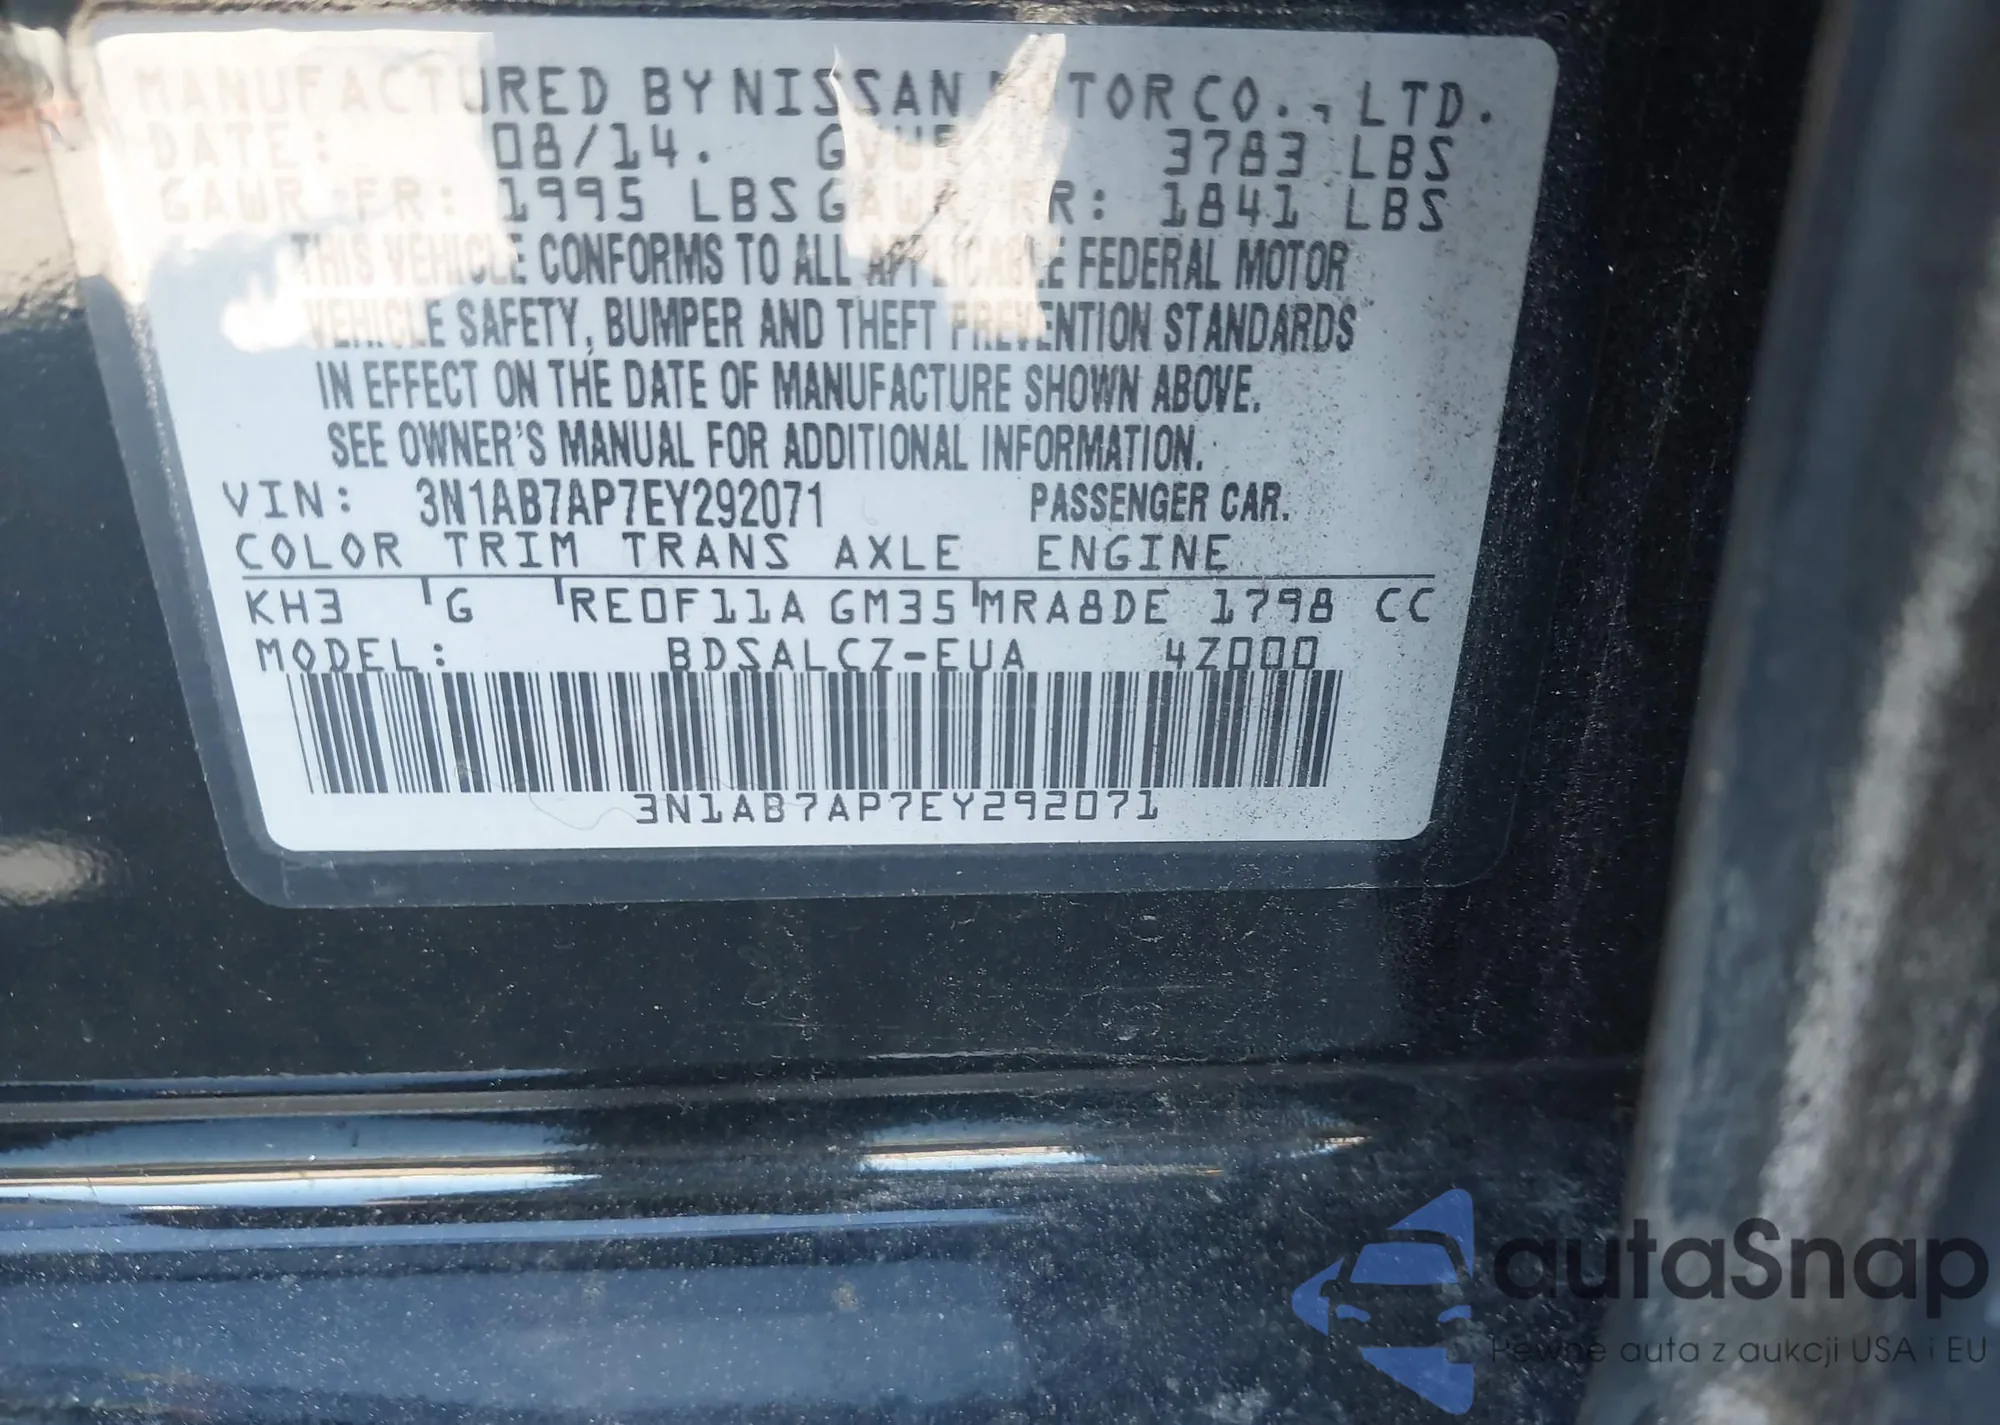 MANUFACTURED BY NISSAN MOTOR CO., LTD.
DATE: 08/14. GVWR: 3783 LBS
GAWR FR: 1995 LBS GAWR RR: 1841 LBS
THIS VEHICLE CONFORMS TO ALL APPLICABLE FEDERAL MOTOR
VEHICLE SAFETY, BUMPER AND THEFT PREVENTION STANDARDS
IN EFFECT ON THE DATE OF MANUFACTURE SHOWN ABOVE.
SEE OWNER'S MANUAL FOR ADDITIONAL INFORMATION.
VIN: 3N1AB7AP7EY292071 PASSENGER CAR.
COLOR TRIM TRANS AXLE ENGINE
KH3 G RE0F11A GM35 MRA8DE 1798 CC
MODEL: BDSALCZ-EUA 4Z000
3N1AB7AP7EY292071
autaSnap
Pewne auta z aukcji USA i EU